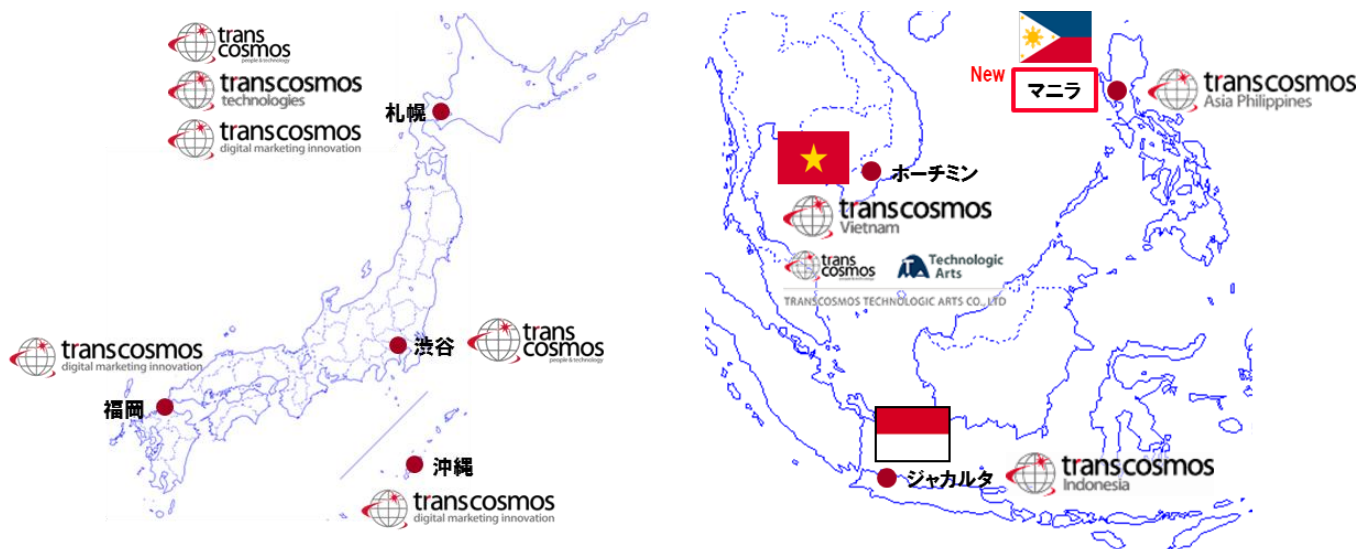 trans
cosmos
people & technology
transcosmos
technologies
transcosmos
digital marketing innovation
札幌
transcosmos
digital marketing innovation
福岡
渋谷
trans
cosmos
people & technology
沖縄
transcosmos
digital marketing innovation
New
マニラ
transcosmos
Asia Philippines
ホーチミン
transcosmos
Vietnam
trans
cosmos
TA
Technologic
Arts
TRANSCOSMOS TECHNOLOGIC ARTS CO., LTD
ジャカルタ
transcosmos
Indonesia